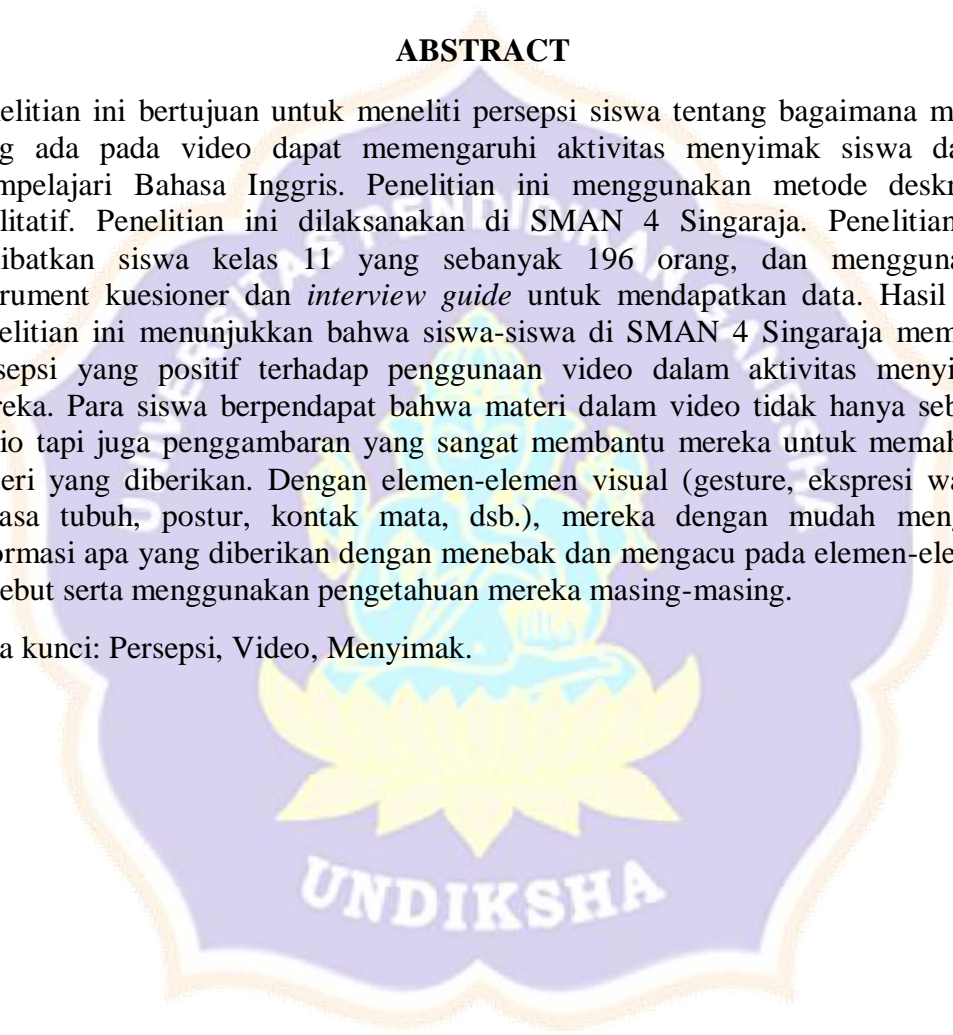 ABSTRACT
elitian ini bertujuan untuk meneliti persepsi siswa tentang bagaimana m
g ada pada video dapat memengaruhi aktivitas menyimak siswa da
mpelajari Bahasa Inggris. Penelitian ini menggunakan metode deskr
litatif. Penelitian ini dilaksanakan di SMAN 4 Singaraja. Penelitian
ibatkan siswa kelas 11 yang sebanyak 196 orang, dan mengguna
rument kuesioner dan interview guide untuk mendapatkan data. Hasil
elitian ini menunjukkan bahwa siswa-siswa di SMAN 4 Singaraja mem
sepsi yang positif terhadap penggunaan video dalam aktivitas menyi
reka. Para siswa berpendapat bahwa materi dalam video tidak hanya seb
io tapi juga penggambaran yang sangat membantu mereka untuk memah
eri yang diberikan. Dengan elemen-elemen visual (gesture, ekspresi wa
asa tubuh, postur, kontak mata, dsb.), mereka dengan mudah meng
ormasi apa yang diberikan dengan menebak dan mengacu pada elemen-ele
sebut serta menggunakan pengetahuan mereka masing-masing.
a kunci: Persepsi, Video, Menyimak.
UNIVERSITAS PENDIDIKAN GANESHA
UNDIKSHA